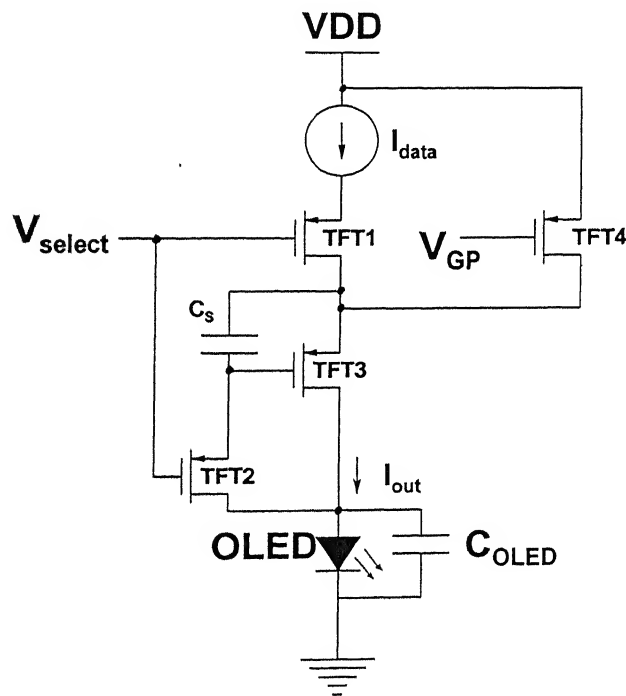 VDD
I_data
V_select
TFT1
V_GP
TFT4
C_S
TFT3
TFT2
I_out
OLED
C_OLED